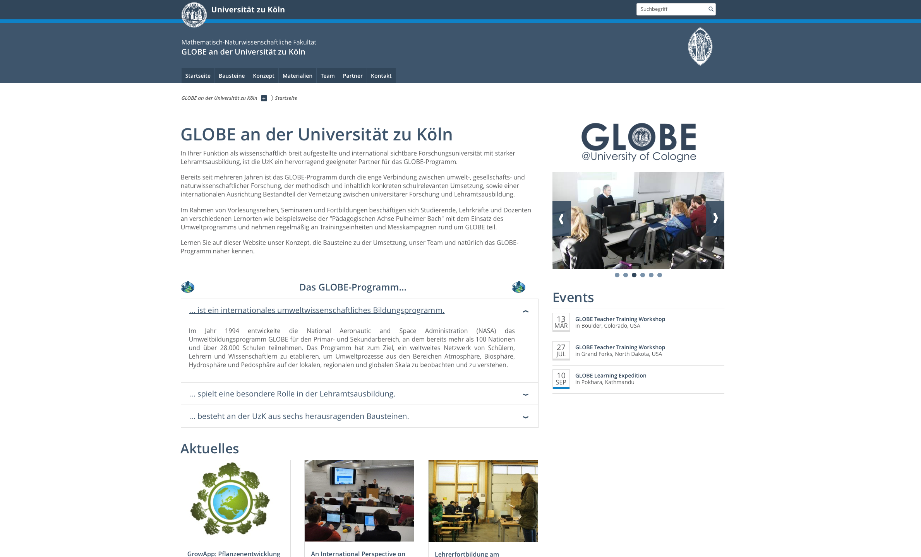 Universität zu Köln
Suchbegriff
Mathematisch-Naturwissenschaftliche Fakultät
GLOBE an der Universität zu Köln
Startseite Bausteine Konzept Materialien Team Partner Kontakt
GLOBE an der Universität zu Köln ⟩ Startseite
GLOBE an der Universität zu Köln
In ihrer Funktion als wissenschaftlich breit aufgestellte und international sichtbare Forschungsuniversität mit starker
Lehramtsausbildung, ist die UzK ein hervorragend geeigneter Partner für das GLOBE-Programm.
Bereits seit mehreren Jahren ist das GLOBE-Programm durch die enge Verbindung zwischen umwelt-, gesellschafts- und
naturwissenschaftlicher Forschung, der methodisch und inhaltlich konkreten schulrelevanten Umsetzung, sowie einer
internationalen Ausrichtung Bestandteil der Vernetzung zwischen universitärer Forschung und Lehramtsausbildung.
Im Rahmen von Vorlesungsreihen, Seminaren und Fortbildungen beschäftigen sich Studierende, Lehrkräfte und Dozenten
an verschiedenen Lernorten wie beispielsweise der "Pädagogischen Achse Pulheimer Bach" mit dem Einsatz des
Umweltprogramms und nehmen regelmäßig an Trainingseinheiten und Messkampagnen rund um GLOBE teil.
Lernen Sie auf dieser Website unser Konzept, die Bausteine zu der Umsetzung, unser Team und natürlich das GLOBE-
Programm näher kennen.
GLOBE
@University of Cologne
Das GLOBE-Programm...
... ist ein internationales umweltwissenschaftliches Bildungsprogramm.
Im Jahr 1994 entwickelte die National Aeronautic and Space Administration (NASA) das
Umweltbildungsprogramm GLOBE für den Primar- und Sekundarbereich, an dem bereits mehr als 100 Nationen
und über 28.000 Schulen teilnehmen. Das Programm hat zum Ziel, ein weltweites Netzwerk von Schülern,
Lehrern und Wissenschaftlern zu etablieren, um Umweltprozesse aus den Bereichen Atmosphäre, Biosphäre,
Hydrosphäre und Pedosphäre auf der lokalen, regionalen und globalen Skala zu beobachten und zu verstehen.
... spielt eine besondere Rolle in der Lehramtsausbildung.
... besteht an der UzK aus sechs herausragenden Bausteinen.
Events
13
MAR
GLOBE Teacher Training Workshop
in Boulder, Colorado, USA
27
JUL
GLOBE Teacher Training Workshop
in Grand Forks, North Dakota, USA
10
SEP
GLOBE Learning Expedition
in Pokhara, Kathmandu
Aktuelles
GrowApp: Pflanzenentwicklung
An International Perspective on
Lehrerfortbildung am